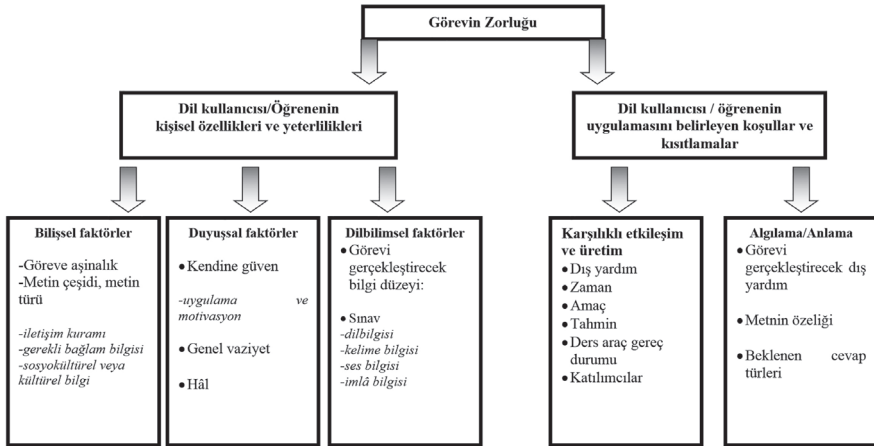 Görevin Zorluğu
Dil kullanıcısı/Öğrenenin
kişisel özellikleri ve yeterlilikleri
Dil kullanıcısı / öğrenenin
uygulamasını belirleyen koşullar ve
kısıtlamalar
Bilişsel faktörler
-Göreve aşinalık
-Metin çeşidi, metin
türü
-iletişim kuramı
-gerekli bağlam bilgisi
-sosyokültürel veya
kültürel bilgi
Duyuşsal faktörler
•Kendine güven
-uygulama ve
motivasyon
•Genel vaziyet
•Hâl
Dilbilimsel faktörler
•Görevi
gerçekleştirecek
bilgi düzeyi:
•Sınav
-dilbilgisi
-kelime bilgisi
-ses bilgisi
-imlâ bilgisi
Karşılıklı etkileşim
ve üretim
•Dış yardım
•Zaman
•Amaç
•Tahmin
•Ders araç gereç
durumu
•Katılımcılar
Algılama/Anlama
•Görevi
gerçekleştirecek dış
yardım
•Metnin özeliği
•Beklenen cevap
türleri